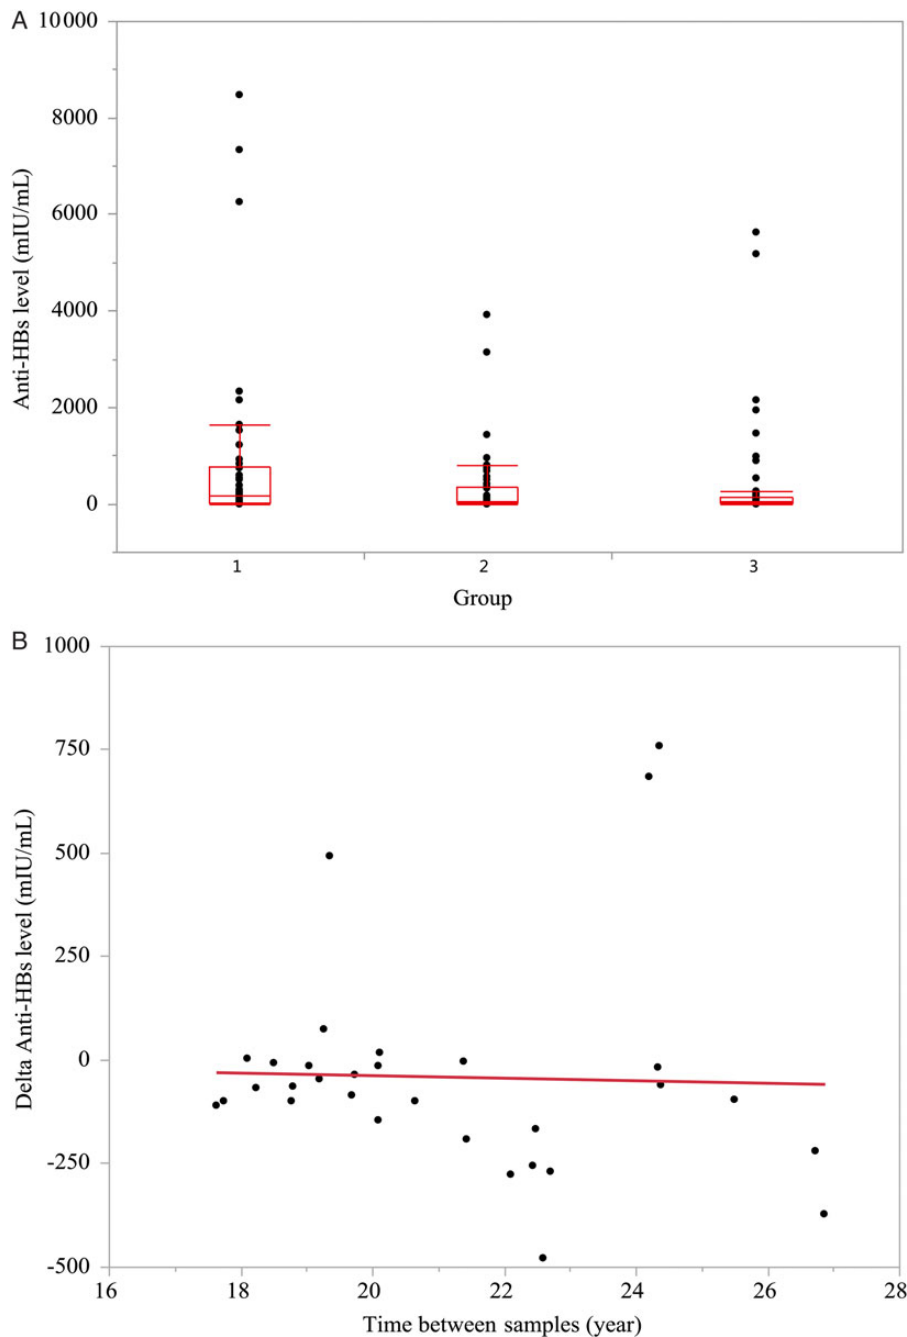 A
10000
8000
6000
4000
2000
0
Anti-HBs level (mIU/mL)
1 2 3
Group
B
1000
750
500
250
0
-250
-500
Delta Anti-HBs level (mIU/mL)
16 18 20 22 24 26 28
Time between samples (year)